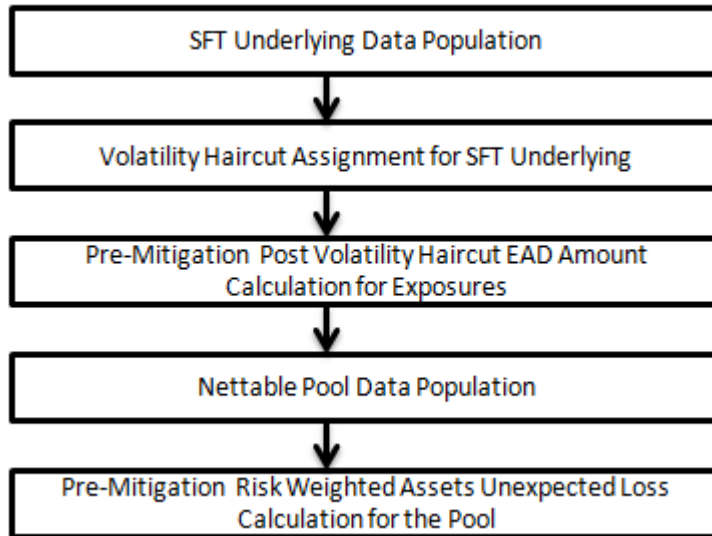 SFT Underlying Data Population
Volatility Haircut Assignment for SFT Underlying
Pre-Mitigation Post Volatility Haircut EAD Amount
Calculation for Exposures
Nettable Pool Data Population
Pre-Mitigation Risk Weighted Assets Unexpected Loss
Calculation for the Pool